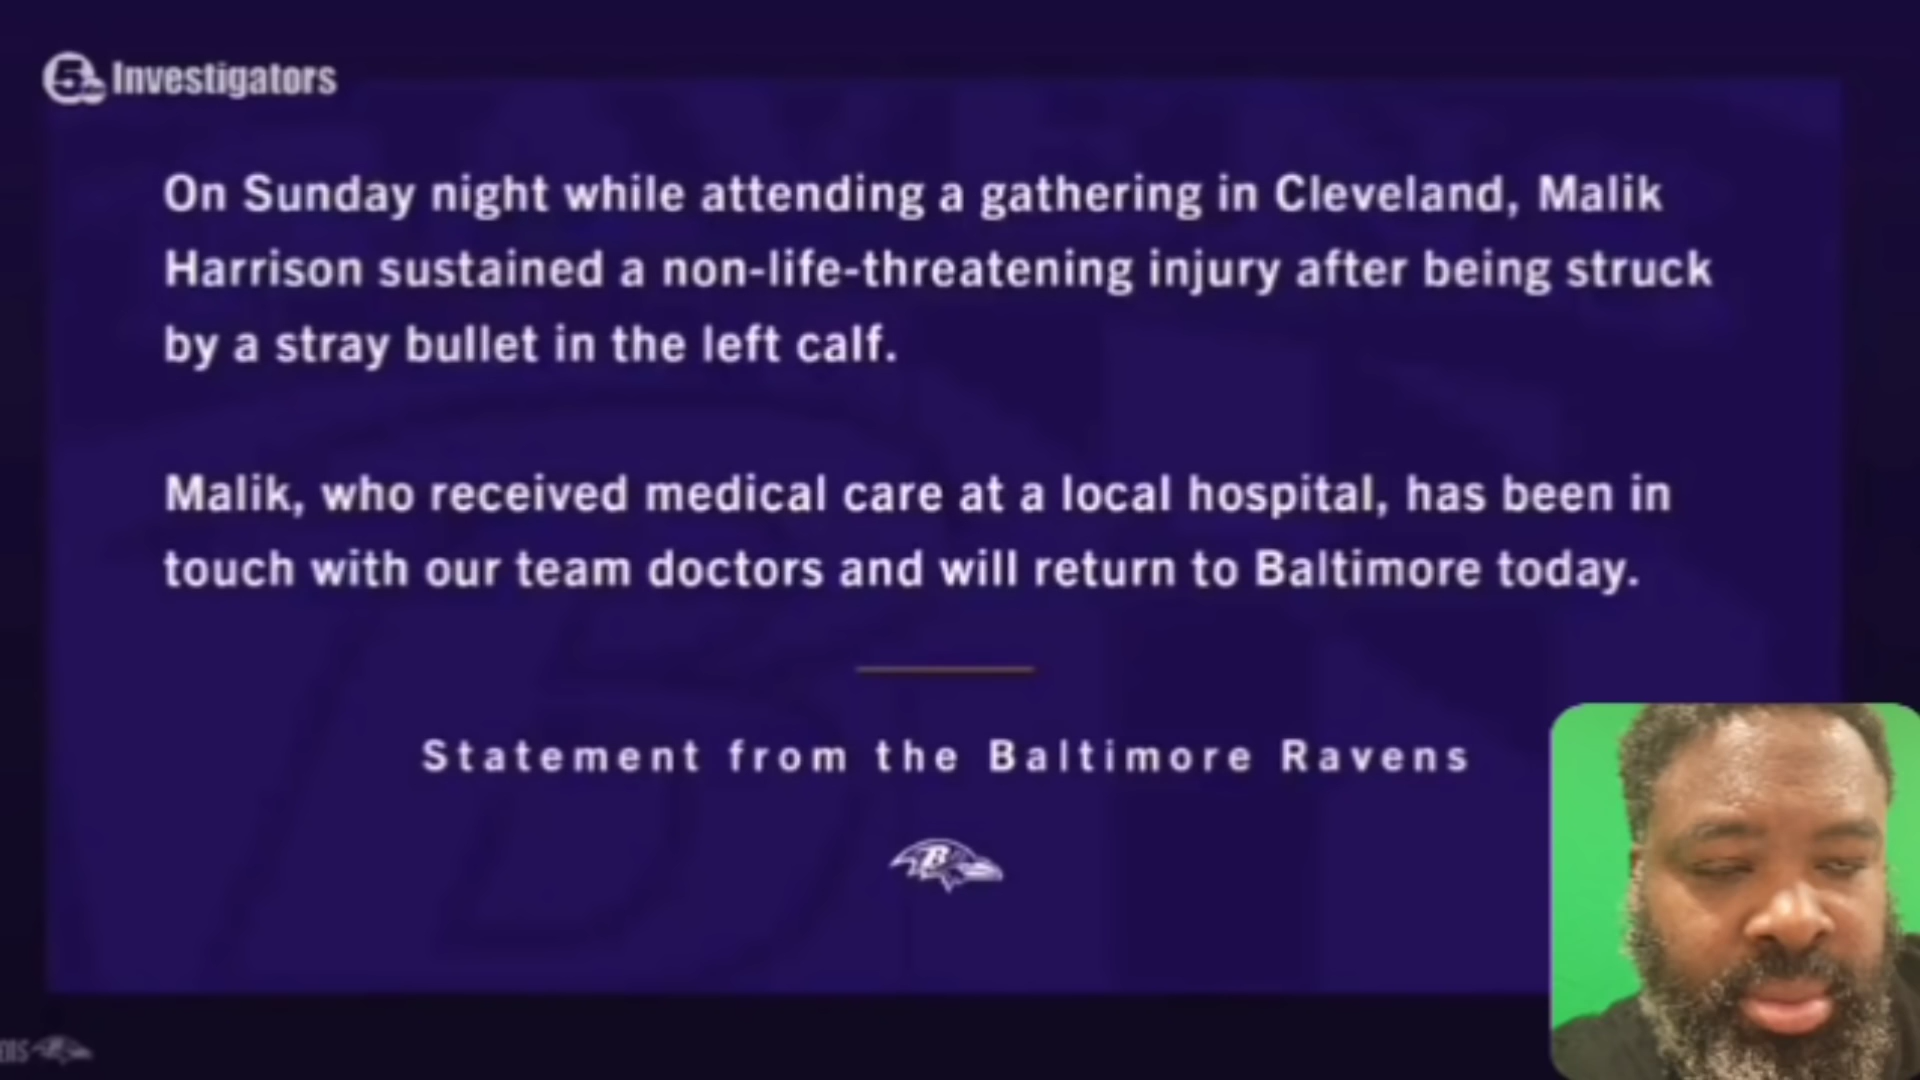 5 Investigators
On Sunday night while attending a gathering in Cleveland, Malik
Harrison sustained a non-life-threatening injury after being struck
by a stray bullet in the left calf.
Malik, who received medical care at a local hospital, has been in
touch with our team doctors and will return to Baltimore today.
Statement from the Baltimore Ravens
B